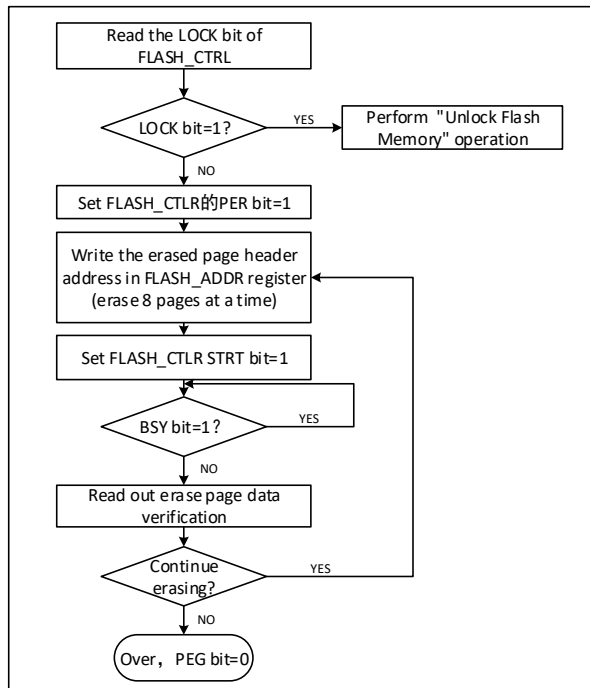 Read the LOCK bit of
FLASH_CTRL
LOCK bit=1?
YES
Perform "Unlock Flash
Memory" operation
NO
Set FLASH_CTLR的PER bit=1
Write the erased page header
address in FLASH_ADDR register
(erase 8 pages at a time)
Set FLASH_CTLR STRT bit=1
BSY bit=1?
YES
NO
Read out erase page data
verification
Continue
erasing?
YES
NO
Over，PEG bit=0